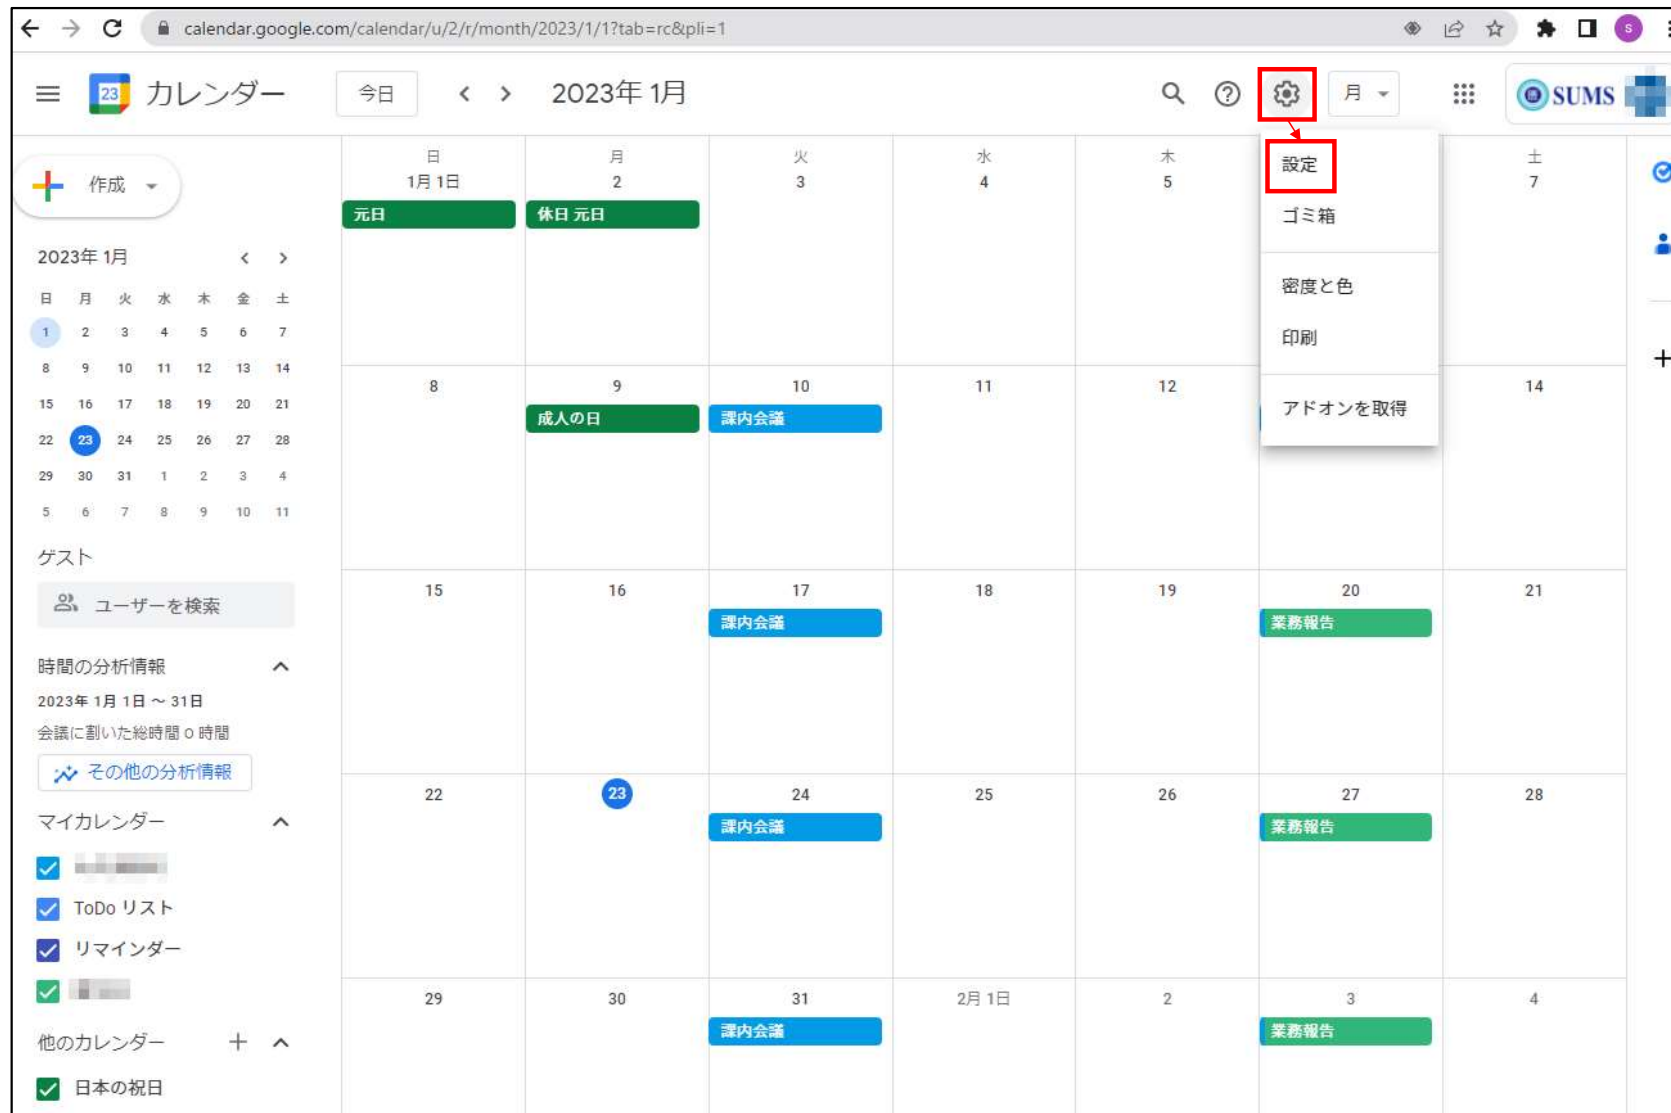 calendar.google.com/calendar/u/2/r/month/2023/1/1?tab=rc&pli=1
S
23 カレンダー 今日 2023年 1月 月 SUMS
作成
2023年 1月
日 月 火 水 木 金 土
1 2 3 4 5 6 7
8 9 10 11 12 13 14
15 16 17 18 19 20 21
22 23 24 25 26 27 28
29 30 31 1 2 3 4
5 6 7 8 9 10 11
ゲスト
ユーザーを検索
時間の分析情報
2023年 1月 1日 ～ 31日
会議に割いた総時間 0 時間
その他の分析情報
マイカレンダー
ToDo リスト
リマインダー
他のカレンダー
日本の祝日
日 月 火 水 木 土
1月 1日 2 3 4 5 7
元日 休日 元日
8 9 10 11 12 14
成人の日 課内会議
15 16 17 18 19 20 21
課内会議 業務報告
22 23 24 25 26 27 28
課内会議 業務報告
29 30 31 2月 1日 2 3 4
課内会議 業務報告
設定
ゴミ箱
密度と色
印刷
アドオンを取得